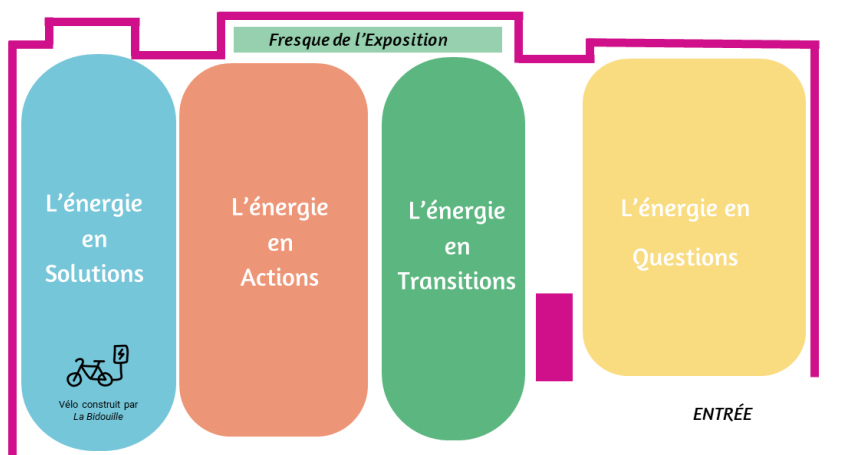 Fresque de l’Exposition
L’énergie
en
Solutions
L’énergie
en
Actions
L’énergie
en
Transitions
L’énergie en
Questions
Vélo construit par
La Bidouille
ENTRÉE